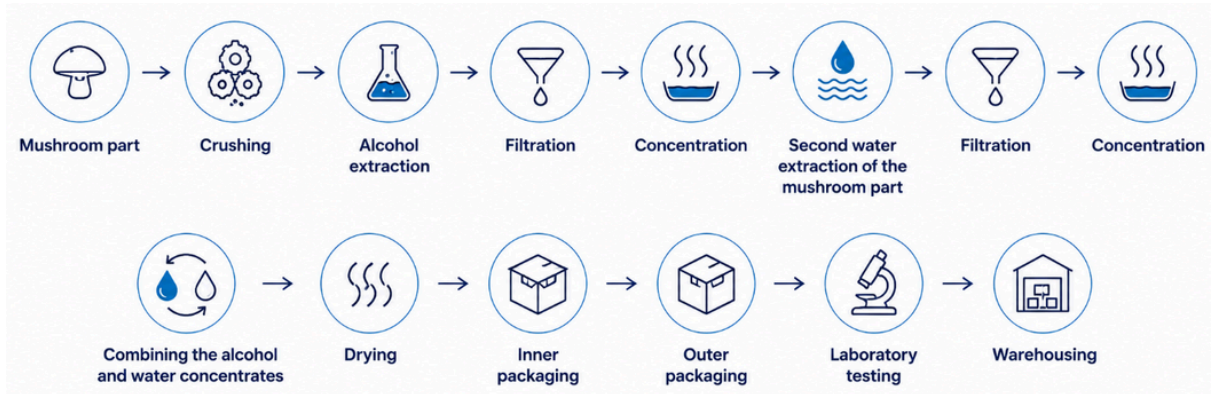 Mushroom part
Crushing
Alcohol
extraction
Filtration
Concentration
Second water
extraction of the
mushroom part
Filtration
Concentration
Combining the alcohol
and water concentrates
Drying
Inner
packaging
Outer
packaging
Laboratory
testing
Warehousing